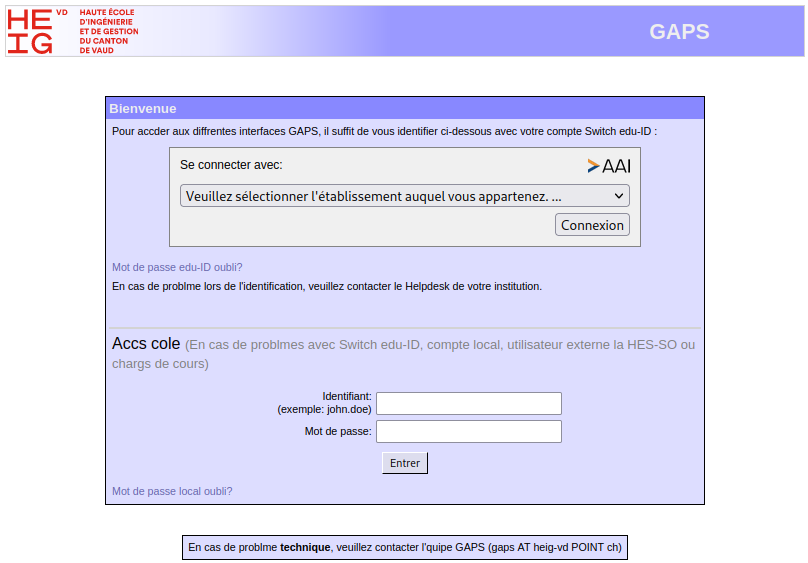 HE VD
IG
HAUTE ÉCOLE
D'INGÉNIERIE
ET DE GESTION
DU CANTON
DE VAUD
GAPS
Bienvenue
Pour accder aux diffrentes interfaces GAPS, il suffit de vous identifier ci-dessous avec votre compte Switch edu-ID :
Se connecter avec:
AAI
Veuillez sélectionner l'établissement auquel vous appartenez. ...
Connexion
Mot de passe edu-ID oubli?
En cas de problme lors de l'identification, veuillez contacter le Helpdesk de votre institution.
Accs cole (En cas de problmes avec Switch edu-ID, compte local, utilisateur externe la HES-SO ou
chargs de cours)
Identifiant:
(exemple: john.doe)
Mot de passe:
Entrer
Mot de passe local oubli?
En cas de problme technique, veuillez contacter l'quipe GAPS (gaps AT heig-vd POINT ch)